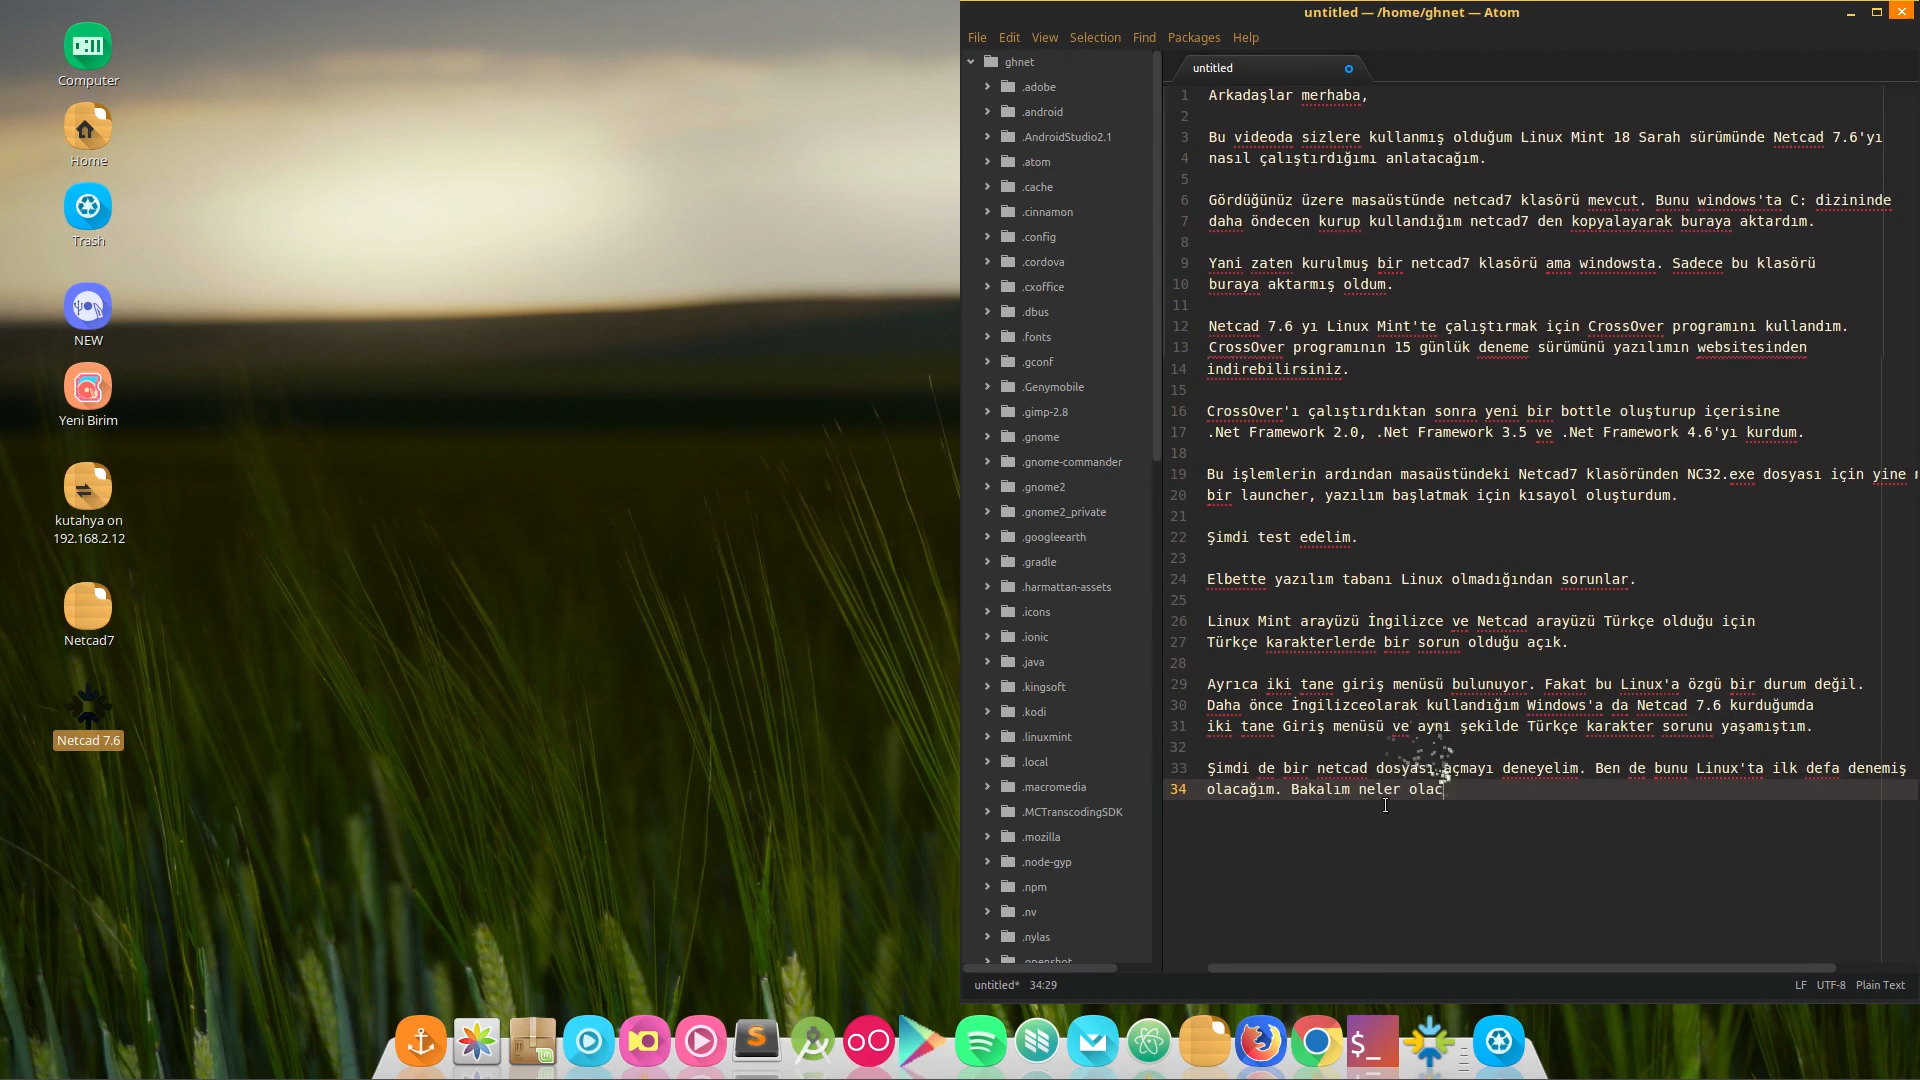 Computer
Home
Trash
NEW
Yeni Birim
kutahya on
192.168.2.12
Netcad7
Netcad 7.6
untitled — /home/ghnet — Atom
File Edit View Selection Find Packages Help
ghnet
.adobe
.android
.AndroidStudio2.1
.atom
.cache
.cinnamon
.config
.cordova
.cxoffice
.dbus
.fonts
.gconf
.Genymobile
.gimp-2.8
.gnome
.gnome-commander
.gnome2
.gnome2_private
.googleearth
.gradle
.harmattan-assets
.icons
.ionic
.java
.kingsoft
.kodi
.linuxmint
.local
.macromedia
.MCTranscodingSDK
.mozilla
.node-gyp
.npm
.nv
.nylas
.openshot
untitled
1 Arkadaşlar merhaba,
2
3 Bu videoda sizlere kullanmış olduğum Linux Mint 18 Sarah sürümünde Netcad 7.6'yı
4 nasıl çalıştırdığımı anlatacağım.
5
6 Gördüğünüz üzere masaüstünde netcad7 klasörü mevcut. Bunu windows'ta C: dizininde
7 daha öndecen kurup kullandığım netcad7 den kopyalayarak buraya aktardım.
8
9 Yani zaten kurulmuş bir netcad7 klasörü ama windowsta. Sadece bu klasörü
10 buraya aktarmış oldum.
11
12 Netcad 7.6 yı Linux Mint'te çalıştırmak için CrossOver programını kullandım.
13 CrossOver programının 15 günlük deneme sürümünü yazılımın websitesinden
14 indirebilirsiniz.
15
16 CrossOver'ı çalıştırdıktan sonra yeni bir bottle oluşturup içerisine
17 .Net Framework 2.0, .Net Framework 3.5 ve .Net Framework 4.6'yı kurdum.
18
19 Bu işlemlerin ardından masaüstündeki Netcad7 klasöründen NC32.exe dosyası için yine
20 bir launcher, yazılım başlatmak için kısayol oluşturdum.
21
22 Şimdi test edelim.
23
24 Elbette yazılım tabanı Linux olmadığından sorunlar.
25
26 Linux Mint arayüzü İngilizce ve Netcad arayüzü Türkçe olduğu için
27 Türkçe karakterlerde bir sorun olduğu açık.
28
29 Ayrıca iki tane giriş menüsü bulunuyor. Fakat bu Linux'a özgü bir durum değil.
30 Daha önce İngilizceolarak kullandığım Windows'a da Netcad 7.6 kurduğumda
31 iki tane Giriş menüsü ve aynı şekilde Türkçe karakter sorunu yaşamıştım.
32
33 Şimdi de bir netcad dosyası açmayı deneyelim. Ben de bunu Linux'ta ilk defa denemiş
34 olacağım. Bakalım neler olac
untitled* 34:29
LF UTF-8 Plain Text
S
$_